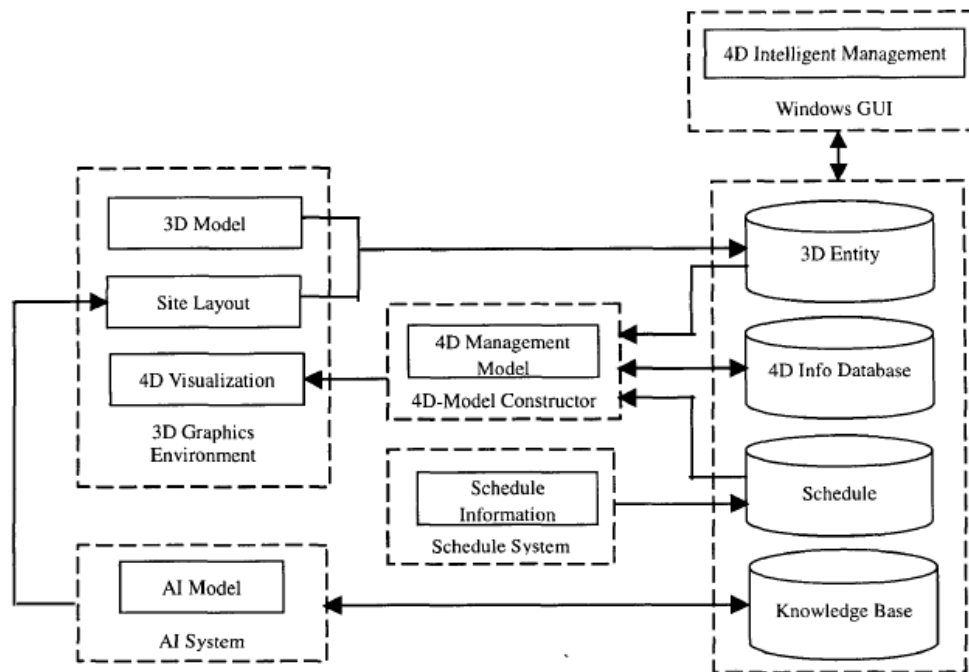 4D Intelligent Management
Windows GUI
3D Model
Site Layout
4D Visualization
3D Graphics
Environment
4D Management
Model
4D-Model Constructor
Schedule
Information
Schedule System
AI Model
AI System
3D Entity
4D Info Database
Schedule
Knowledge Base